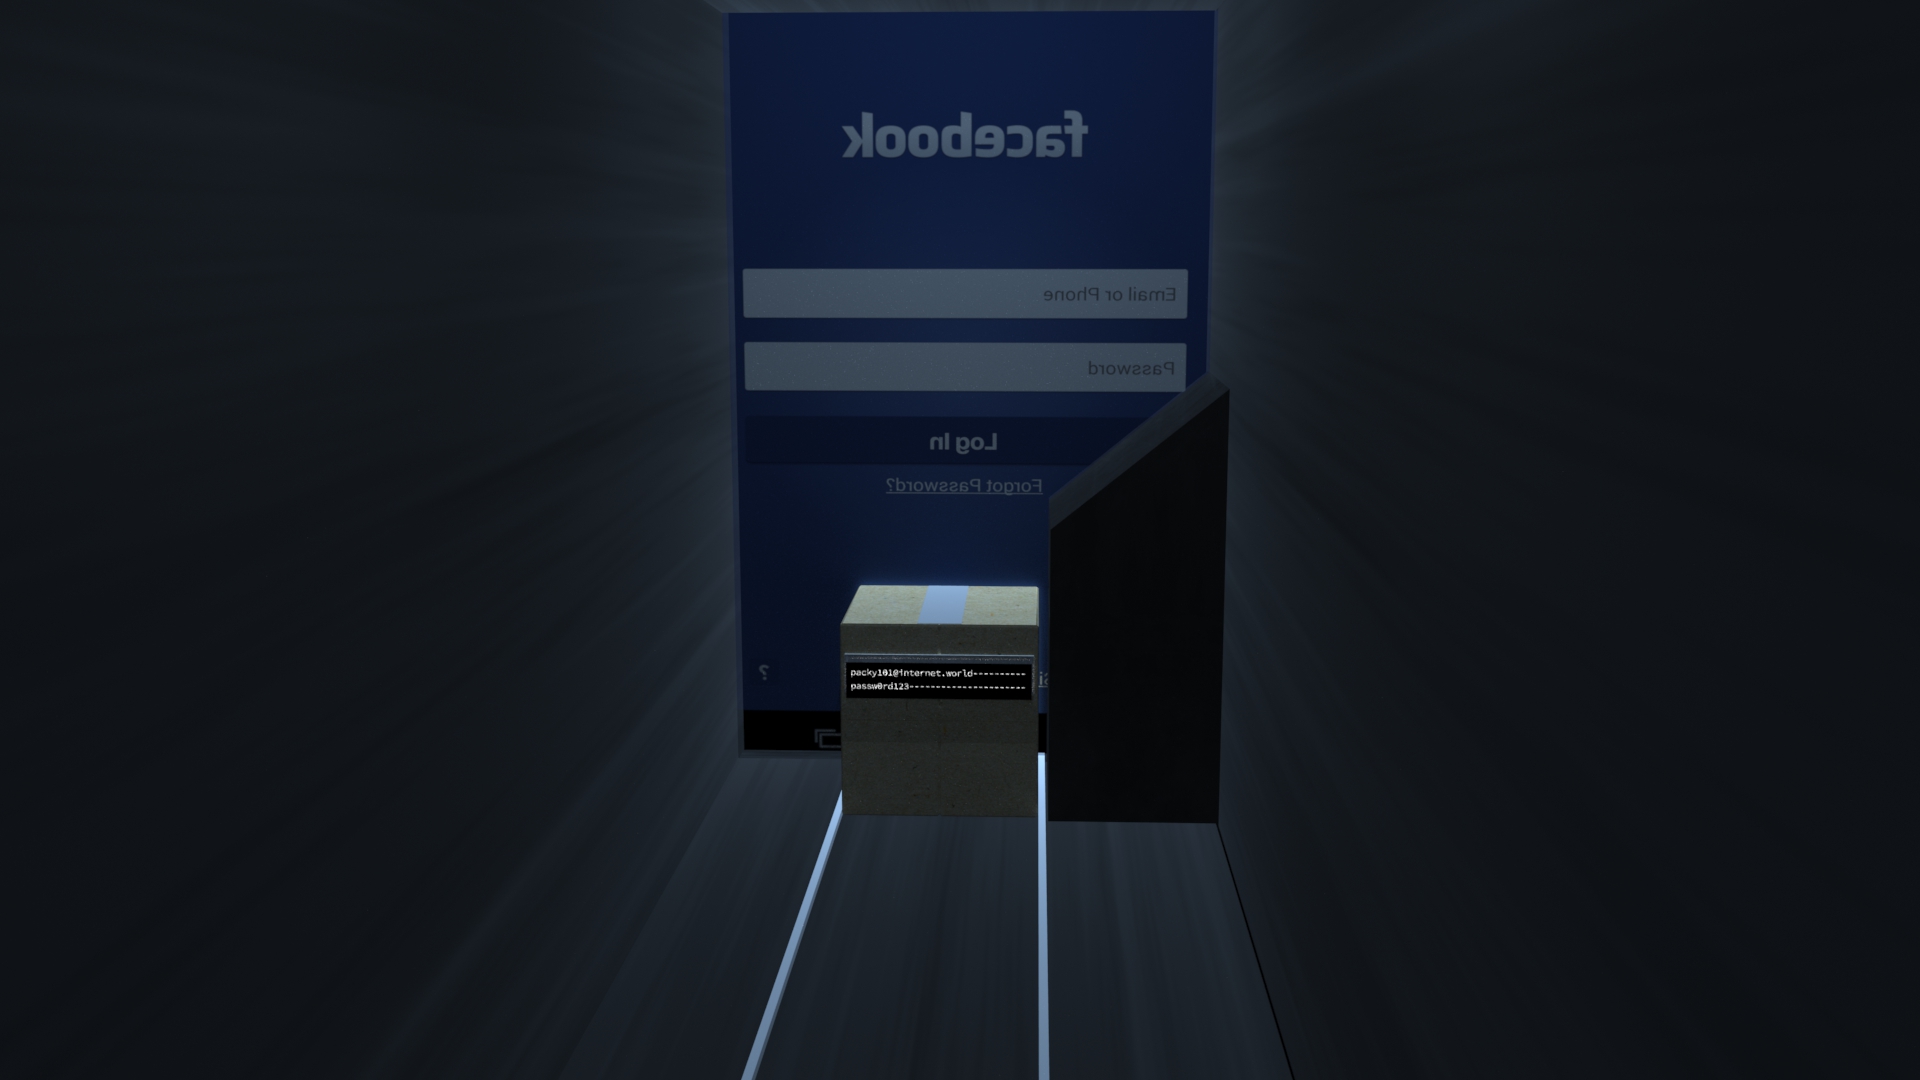 facebook
Email or Phone
Password
Log In
Forgot Password?
?
packy101@internet.world-----------
passw0rd123----------------------